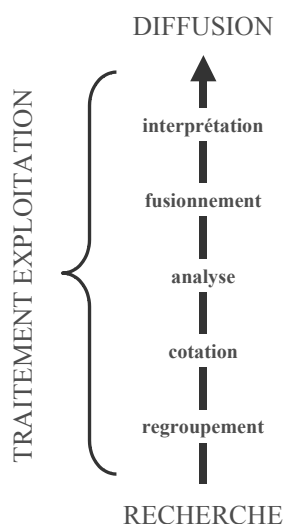 DIFFUSION
interprétation
fusionnement
analyse
cotation
regroupement
RECHERCHE
TRAITEMENT EXPLOITATION